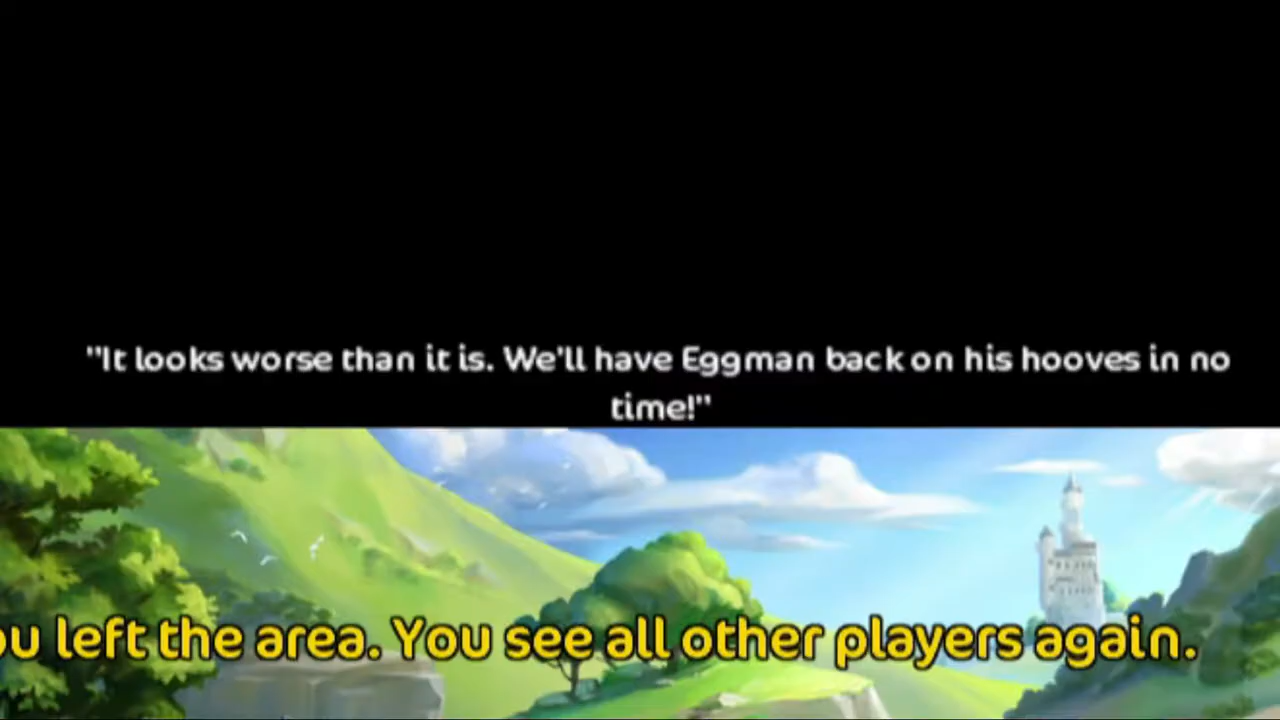 "It looks worse than it is. We'll have Eggman back on his hooves in no
time!"
ou left the area. You see all other players again.